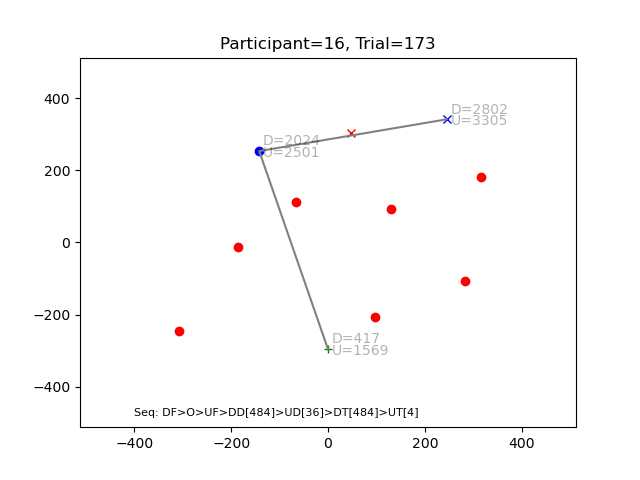 Participant=16, Trial=173
D=2802
U=3305
D=2024
U=2501
D=417
U=1569
Seq: DF>O>UF>DD[484]>UD[36]>DT[484]>UT[4]
400
200
0
−200
−400
−400 −200 0 200 400